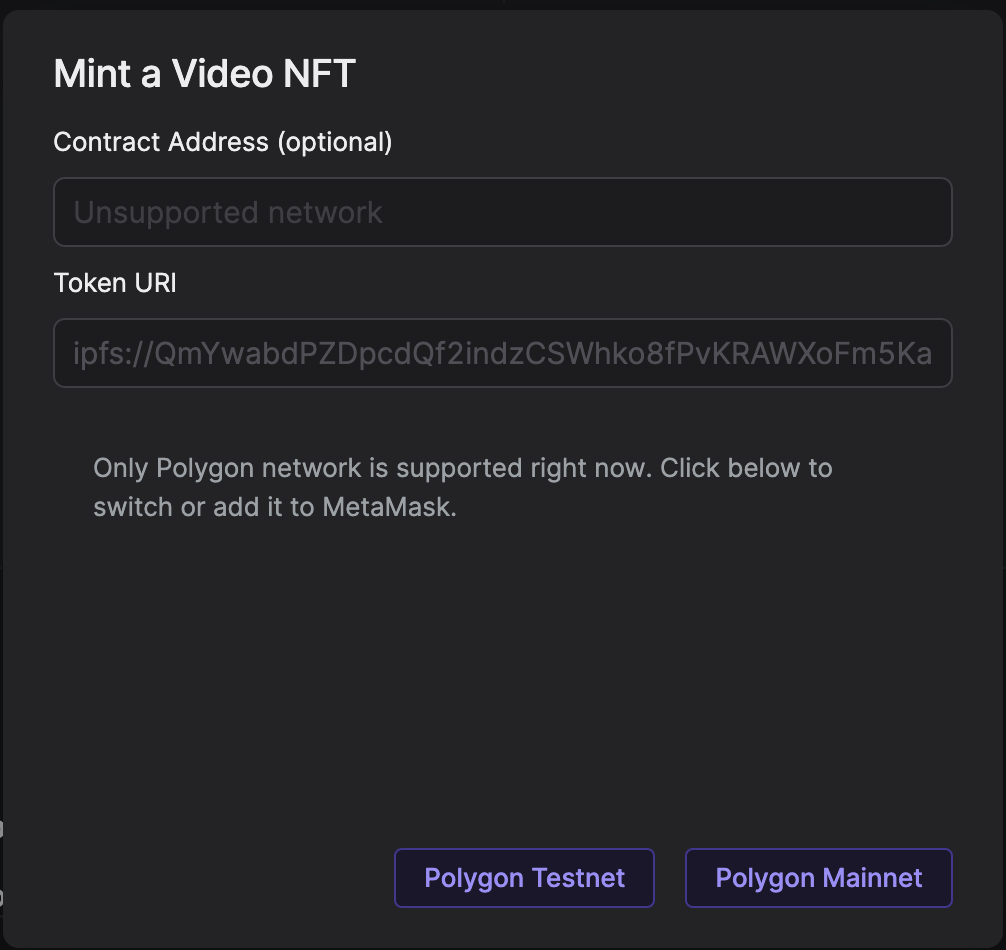 Mint a Video NFT
Contract Address (optional)
Unsupported network
Token URI
ipfs://QmYwabdPZDpcdQf2indzCSWhko8fPvKRAWXoFm5Ka
Only Polygon network is supported right now. Click below to
switch or add it to MetaMask.
Polygon Testnet
Polygon Mainnet